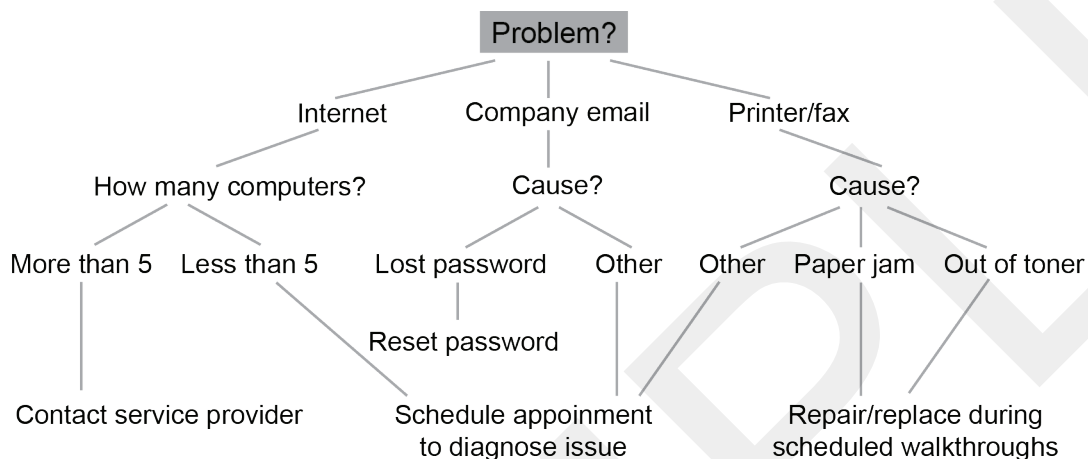 Problem?
Internet
Company email
Printer/fax
How many computers?
Cause?
Cause?
More than 5
Less than 5
Lost password
Other
Other
Paper jam
Out of toner
Reset password
Contact service provider
Schedule appoinment
to diagnose issue
Repair/replace during
scheduled walkthroughs